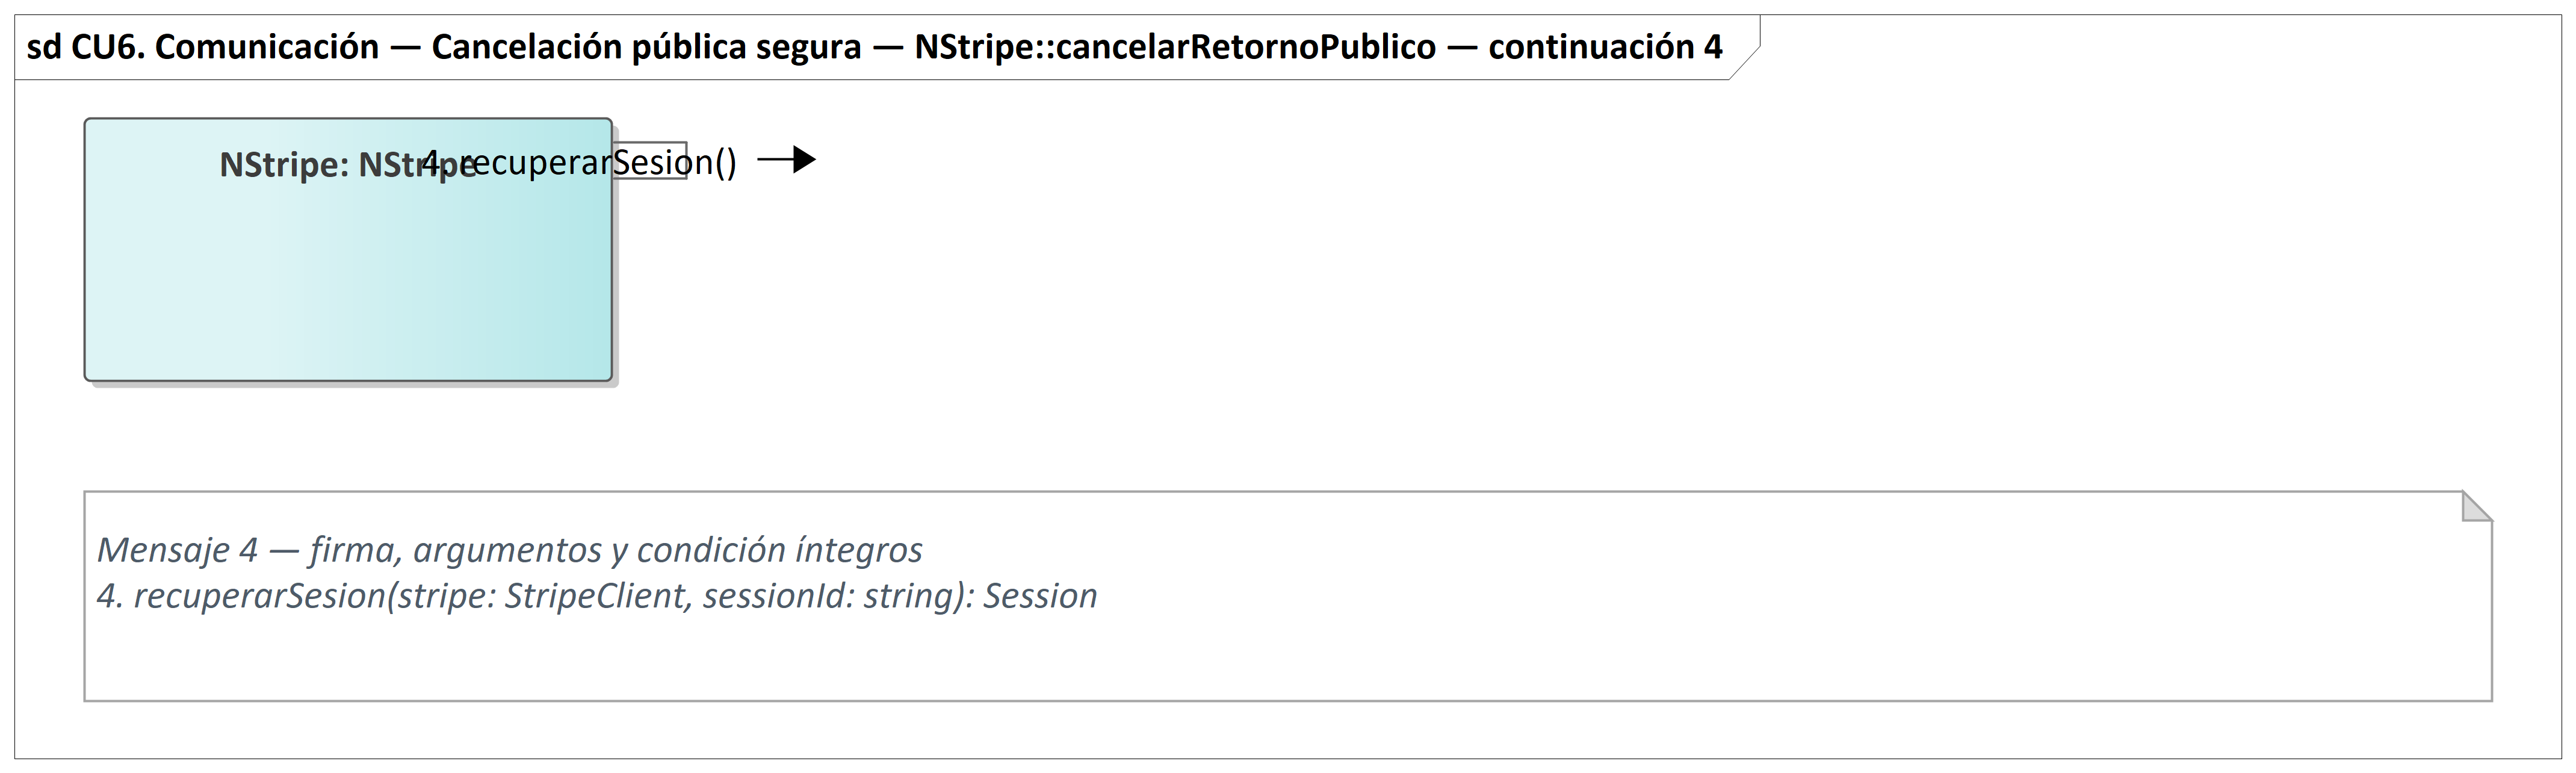 sd CU6. Comunicación — Cancelación pública segura — NStripe::cancelarRetornoPublico — continuación 4
NStripe: NStripe
4. recuperarSesion()
Mensaje 4 — firma, argumentos y condición íntegros
4. recuperarSesion(stripe: StripeClient, sessionId: string): Session